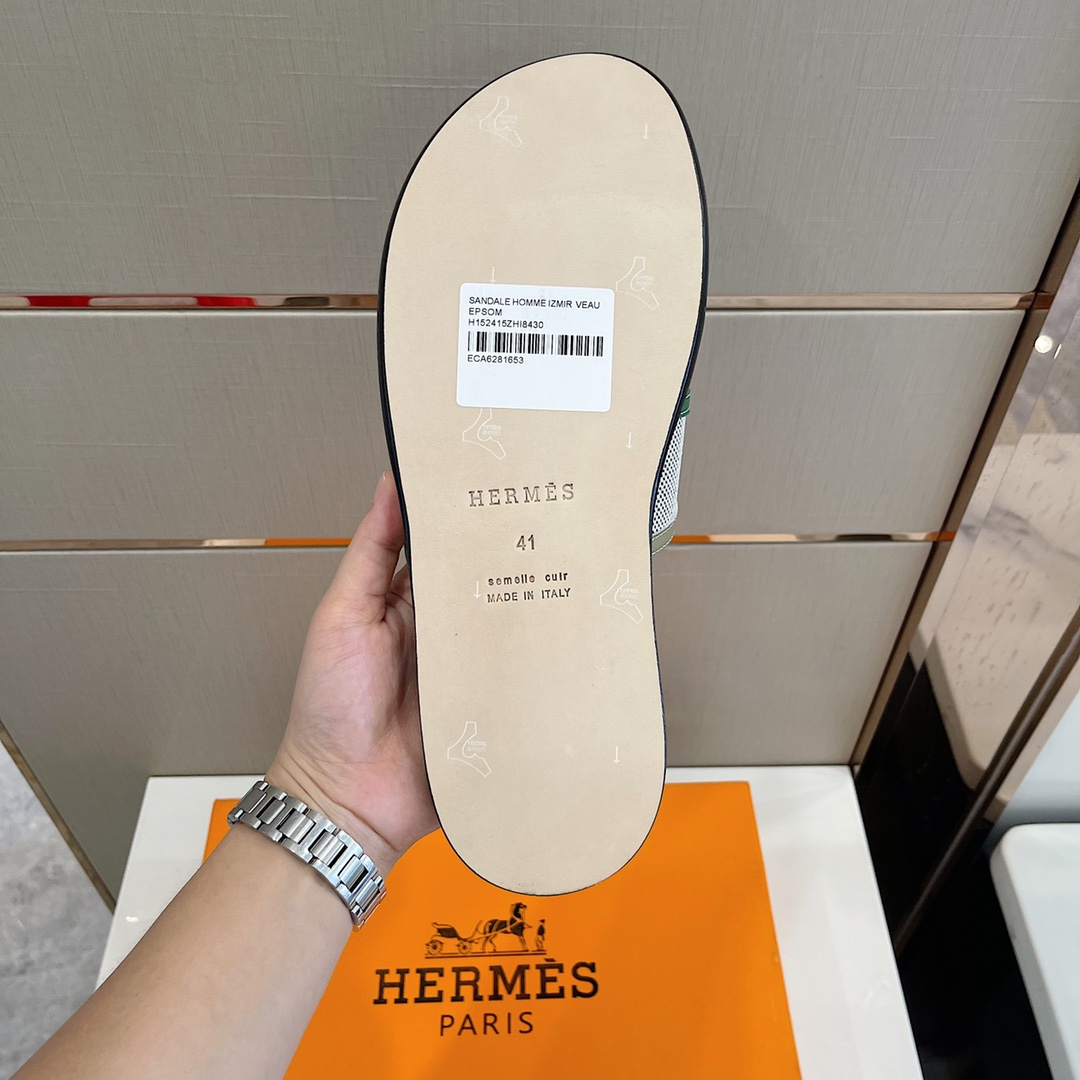 SANDALE HOMME IZMIR VEAU
EPSOM
H152415ZHI8430
ECA6281653
HERMÈS
41
semelle cuir
MADE IN ITALY
HERMÈS
PARIS